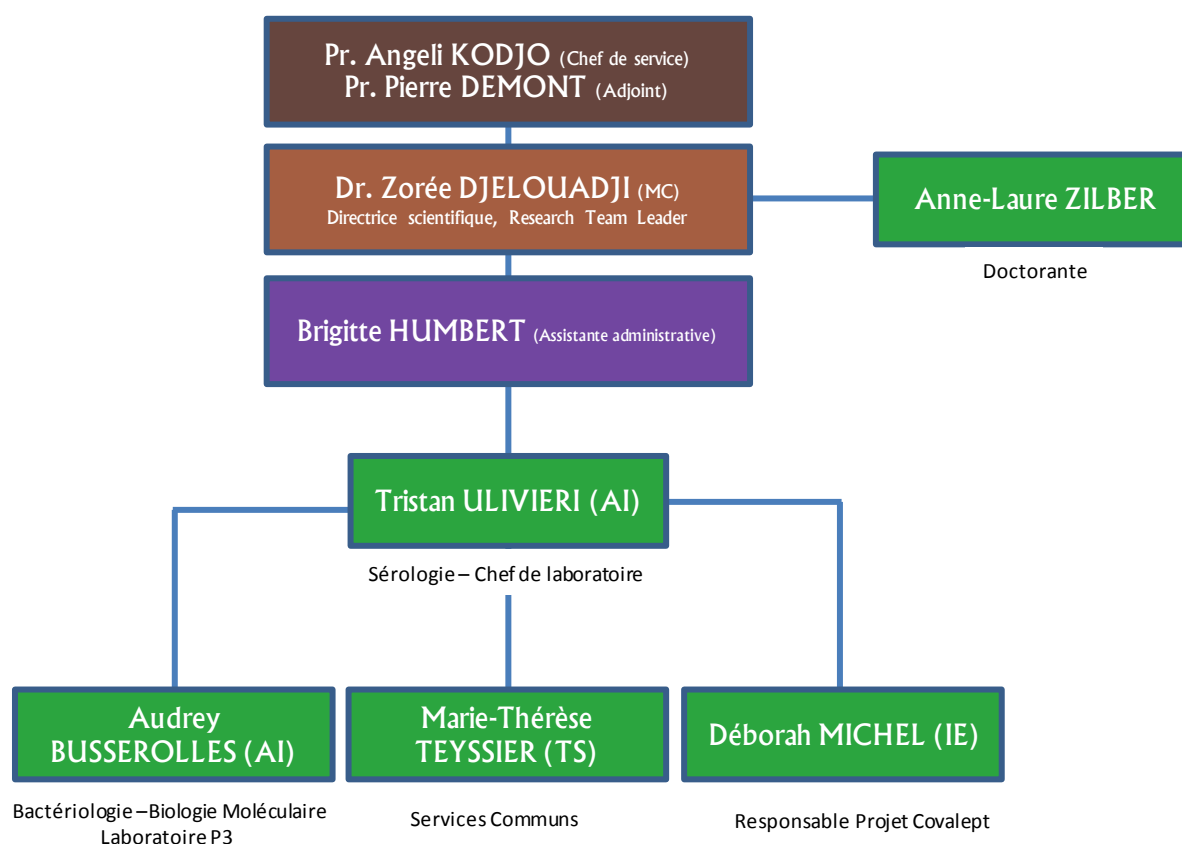 Pr. Angeli KODJO (Chef de service)
Pr. Pierre DEMONT (Adjoint)
Dr. Zorée DJELOUADJI (MC)
Directrice scientifique, Research Team Leader
Anne-Laure ZILBER
Doctorante
Brigitte HUMBERT (Assistante administrative)
Tristan ULIVIERI (AI)
Sérologie – Chef de laboratoire
Audrey
BUSSEROLLES (AI)
Bactériologie –Biologie Moléculaire
Laboratoire P3
Marie-Thérèse
TEYSSIER (TS)
Services Communs
Déborah MICHEL (IE)
Responsable Projet Covalept